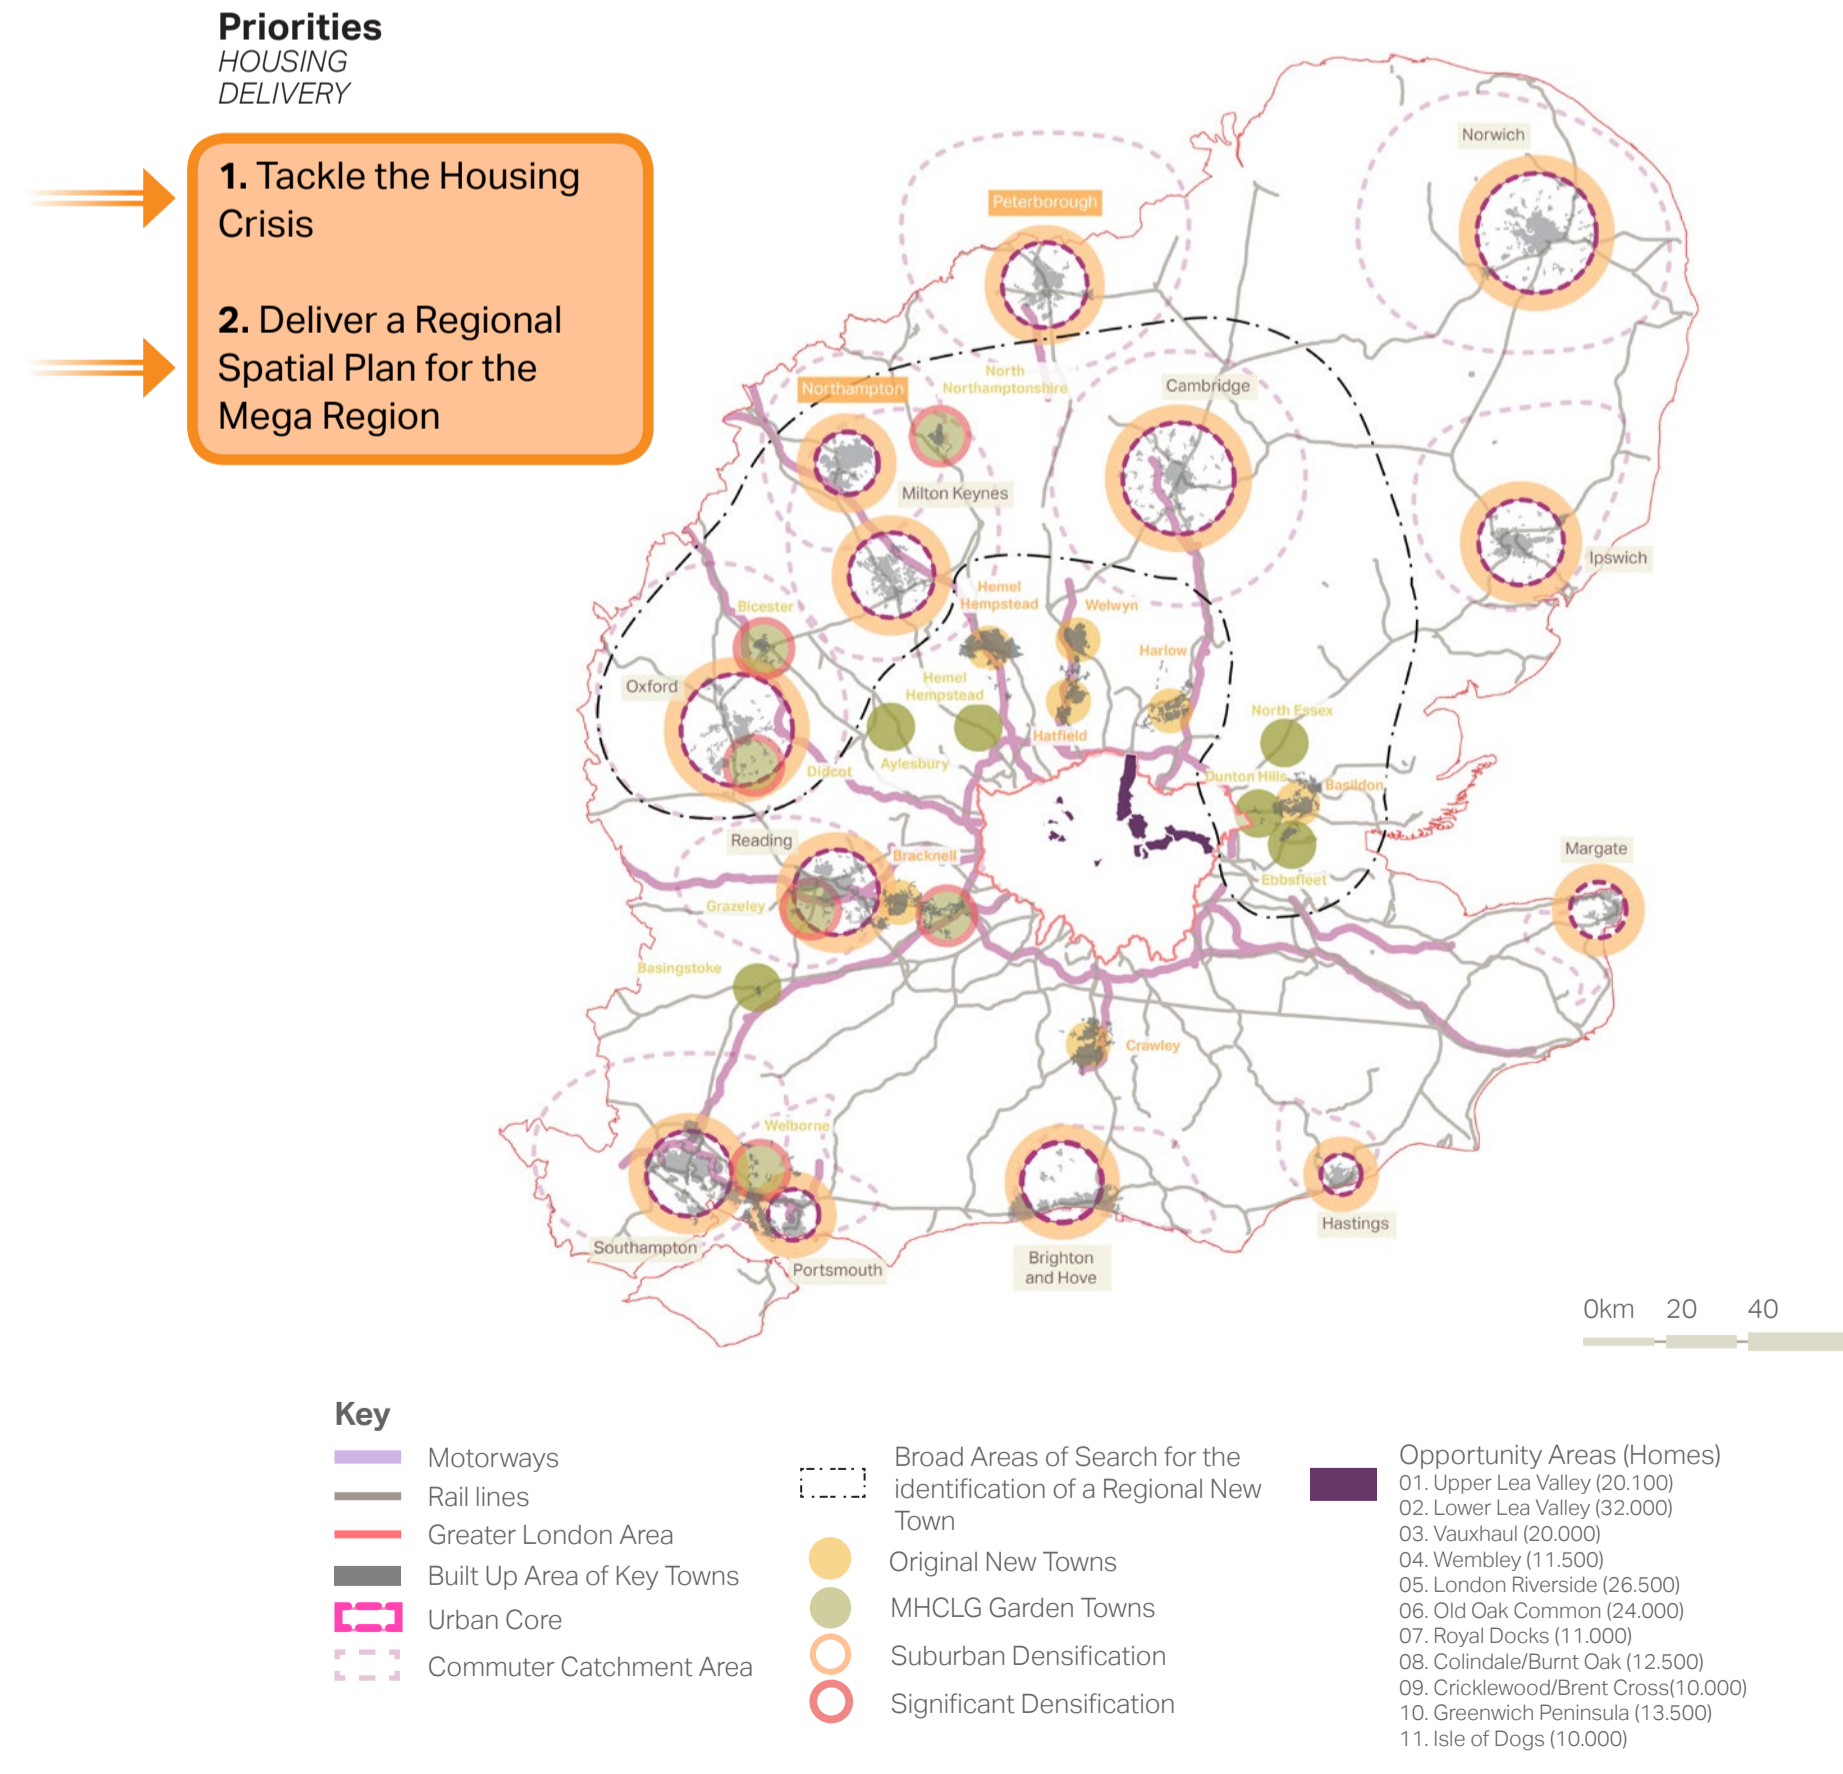 Priorities
HOUSING
DELIVERY
1. Tackle the Housing
Crisis
2. Deliver a Regional
Spatial Plan for the
Mega Region
Norwich
Peterborough
North
Northamptonshire
Northampton
Cambridge
Milton Keynes
Ipswich
Hemel
Hempstead
Welwyn
Bicester
Harlow
Oxford
Hemel
Hempstead
North Essex
Hatfield
Aylesbury
Didcot
Dunton Hills
Basildon
Reading
Bracknell
Margate
Ebbsfleet
Grazeley
Basingstoke
Crawley
Welborne
Southampton
Portsmouth
Brighton
and Hove
Hastings
0km 20 40
Key
Motorways
Rail lines
Greater London Area
Built Up Area of Key Towns
Urban Core
Commuter Catchment Area
Broad Areas of Search for the
identification of a Regional New
Town
Original New Towns
MHCLG Garden Towns
Suburban Densification
Significant Densification
Opportunity Areas (Homes)
01. Upper Lea Valley (20.100)
02. Lower Lea Valley (32.000)
03. Vauxhaul (20.000)
04. Wembley (11.500)
05. London Riverside (26.500)
06. Old Oak Common (24.000)
07. Royal Docks (11.000)
08. Colindale/Burnt Oak (12.500)
09. Cricklewood/Brent Cross(10.000)
10. Greenwich Peninsula (13.500)
11. Isle of Dogs (10.000)